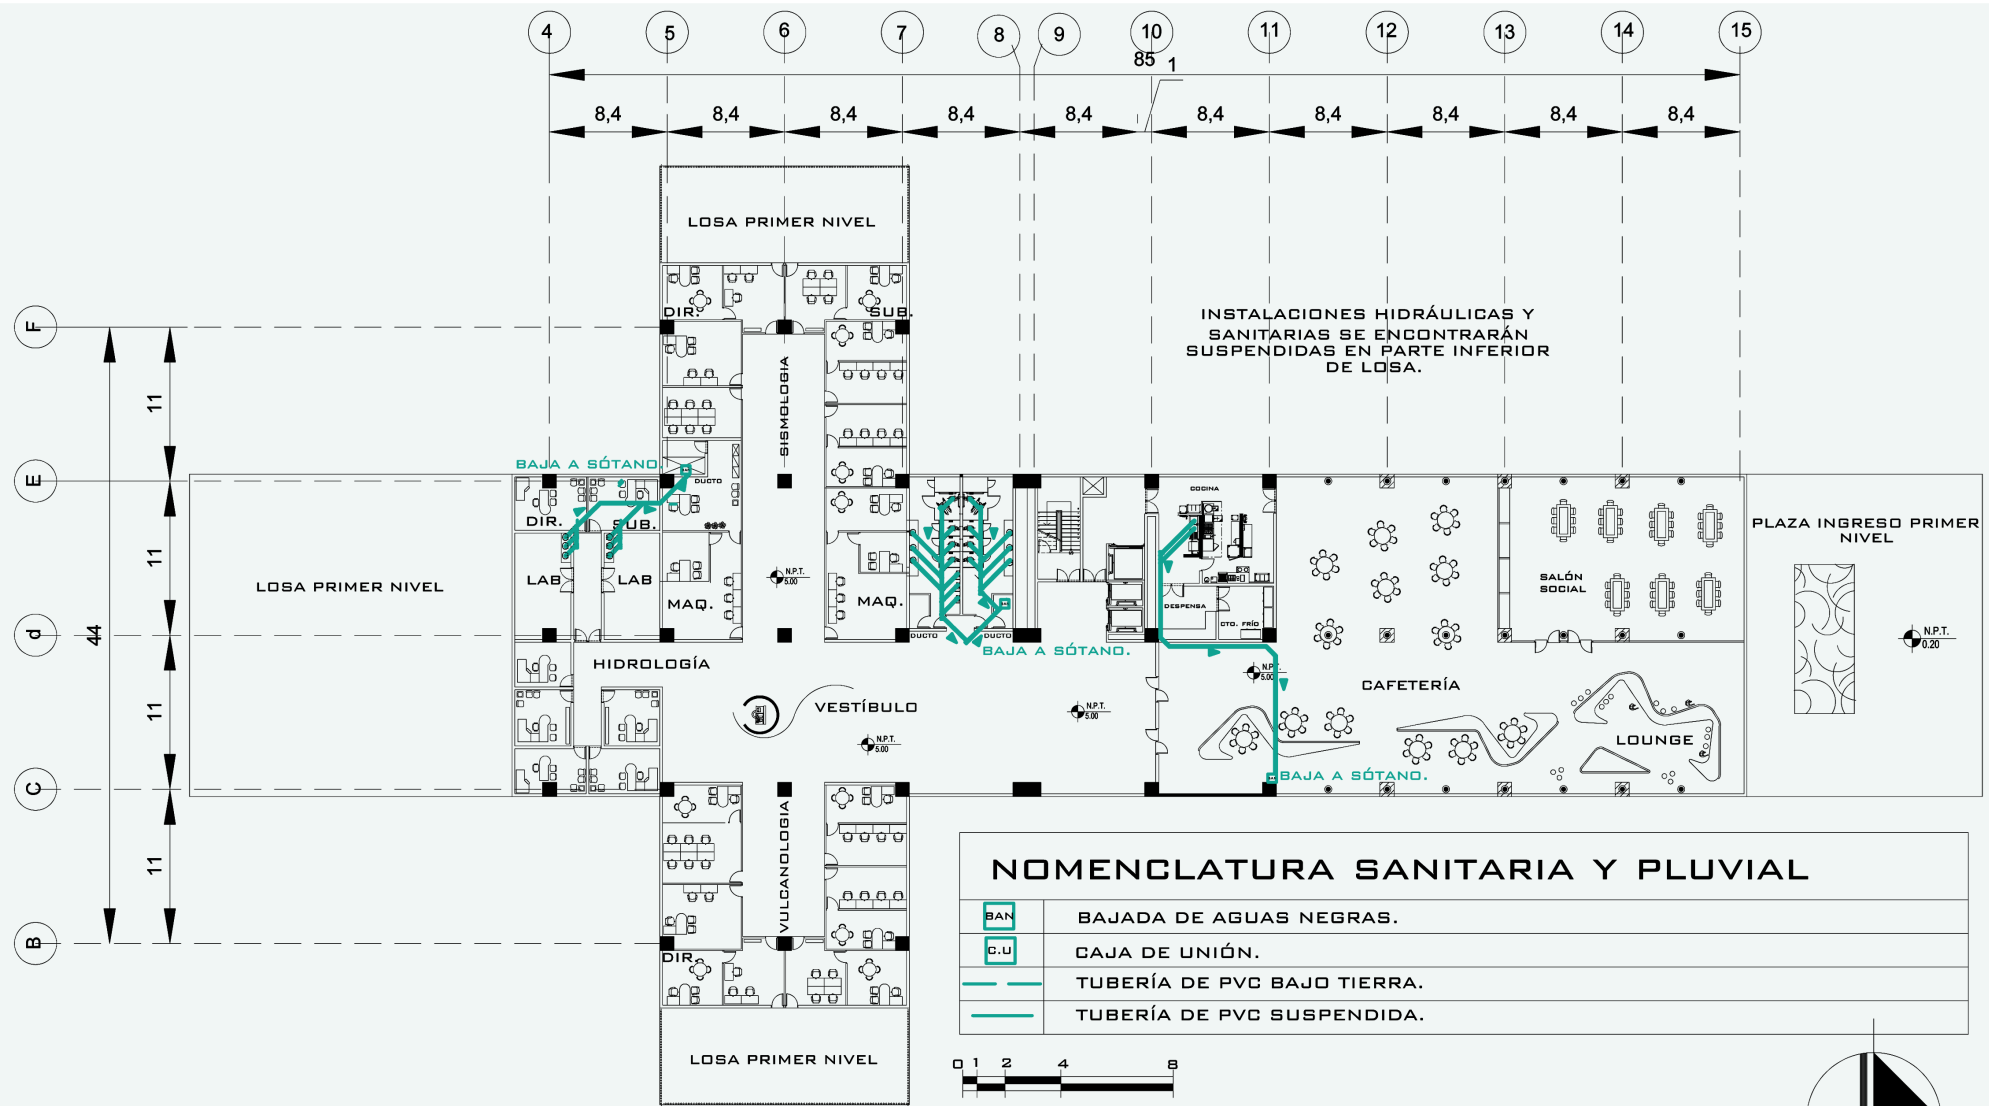 4 5 6 7 8 9 10 11 12 13 14 15
85 1
8,4 8,4 8,4 8,4 8,4 8,4 8,4 8,4 8,4 8,4
LOSA PRIMER NIVEL
DIR. SUB.
F
E
d
C
B
11
11
11
11
44
SISMOLOGIA
INSTALACIONES HIDRÁULICAS Y
SANITARIAS SE ENCONTRARÁN
SUSPENDIDAS EN PARTE INFERIOR
DE LOSA.
BAJA A SÓTANO.
DUCTO
DIR.
SUB.
LAB
LAB
MAQ.
N.P.T.
5.00
MAQ.
DUCTO
DUCTO
BAJA A SÓTANO.
COCINA
DESPENSA
CTO. FRÍO
SALÓN
SOCIAL
PLAZA INGRESO PRIMER
NIVEL
N.P.T.
0.20
LOSA PRIMER NIVEL
HIDROLOGÍA
VESTÍBULO
N.P.T.
5.00
N.P.T.
5.00
N.P.T.
5.00
CAFETERÍA
LOUNGE
BAJA A SÓTANO.
VULCANOLOGIA
DIR.
LOSA PRIMER NIVEL
NOMENCLATURA SANITARIA Y PLUVIAL
BAN BAJADA DE AGUAS NEGRAS.
C.U CAJA DE UNIÓN.
TUBERÍA DE PVC BAJO TIERRA.
TUBERÍA DE PVC SUSPENDIDA.
0 1 2 4 8